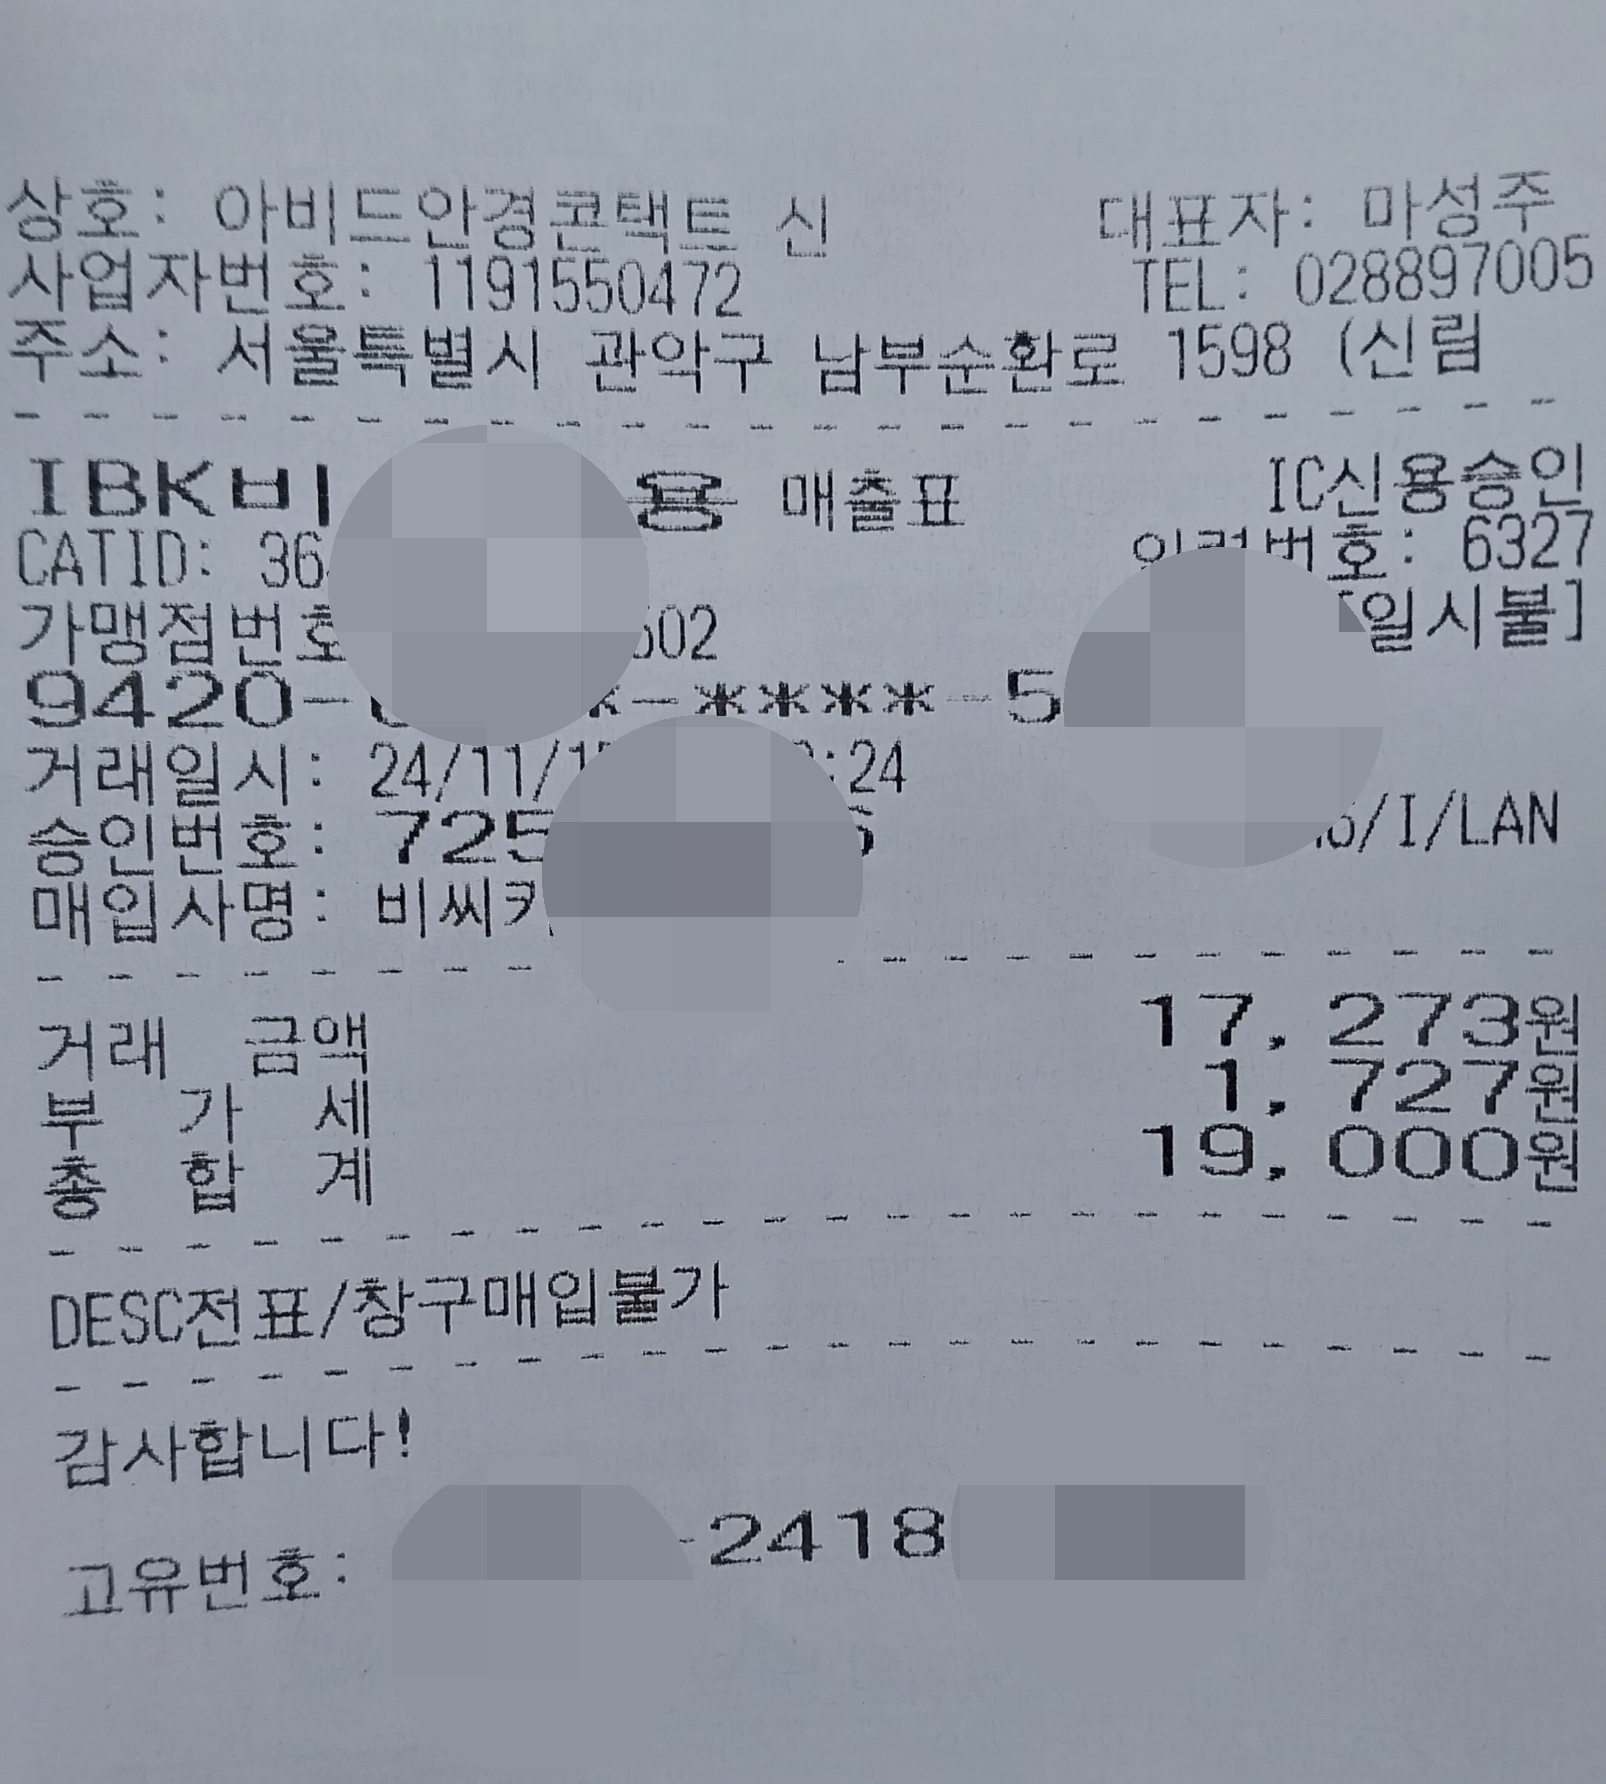 상호: 아비드안경콘택트 신 대표자: 마성주
사업자번호: 1191550472 TEL: 028897005
주소: 서울특별시 관악구 남부순환로 1598 (신림
IBK비 용 매출표 IC신용승인
CATID: 36 번호: 6327
가맹점번호 602 [일시불]
9420- *-****-5
거래일시: 24/11/1 :24
승인번호: 725 /I/LAN
매입사명: 비씨카
거래 금액 17,273원
부 가 세 1,727원
총 합 계 19,000원
DESC전표/창구매입불가
감사합니다!
고유번호: -2418